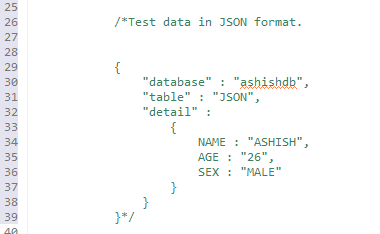 25
26 /*Test data in JSON format.
27
28
29 {
30 "database" : "ashishdb",
31 "table" : "JSON",
32 "detail" :
33 {
34 NAME : "ASHISH",
35 AGE : "26",
36 SEX : "MALE"
37 }
38 }
39 }*/
40